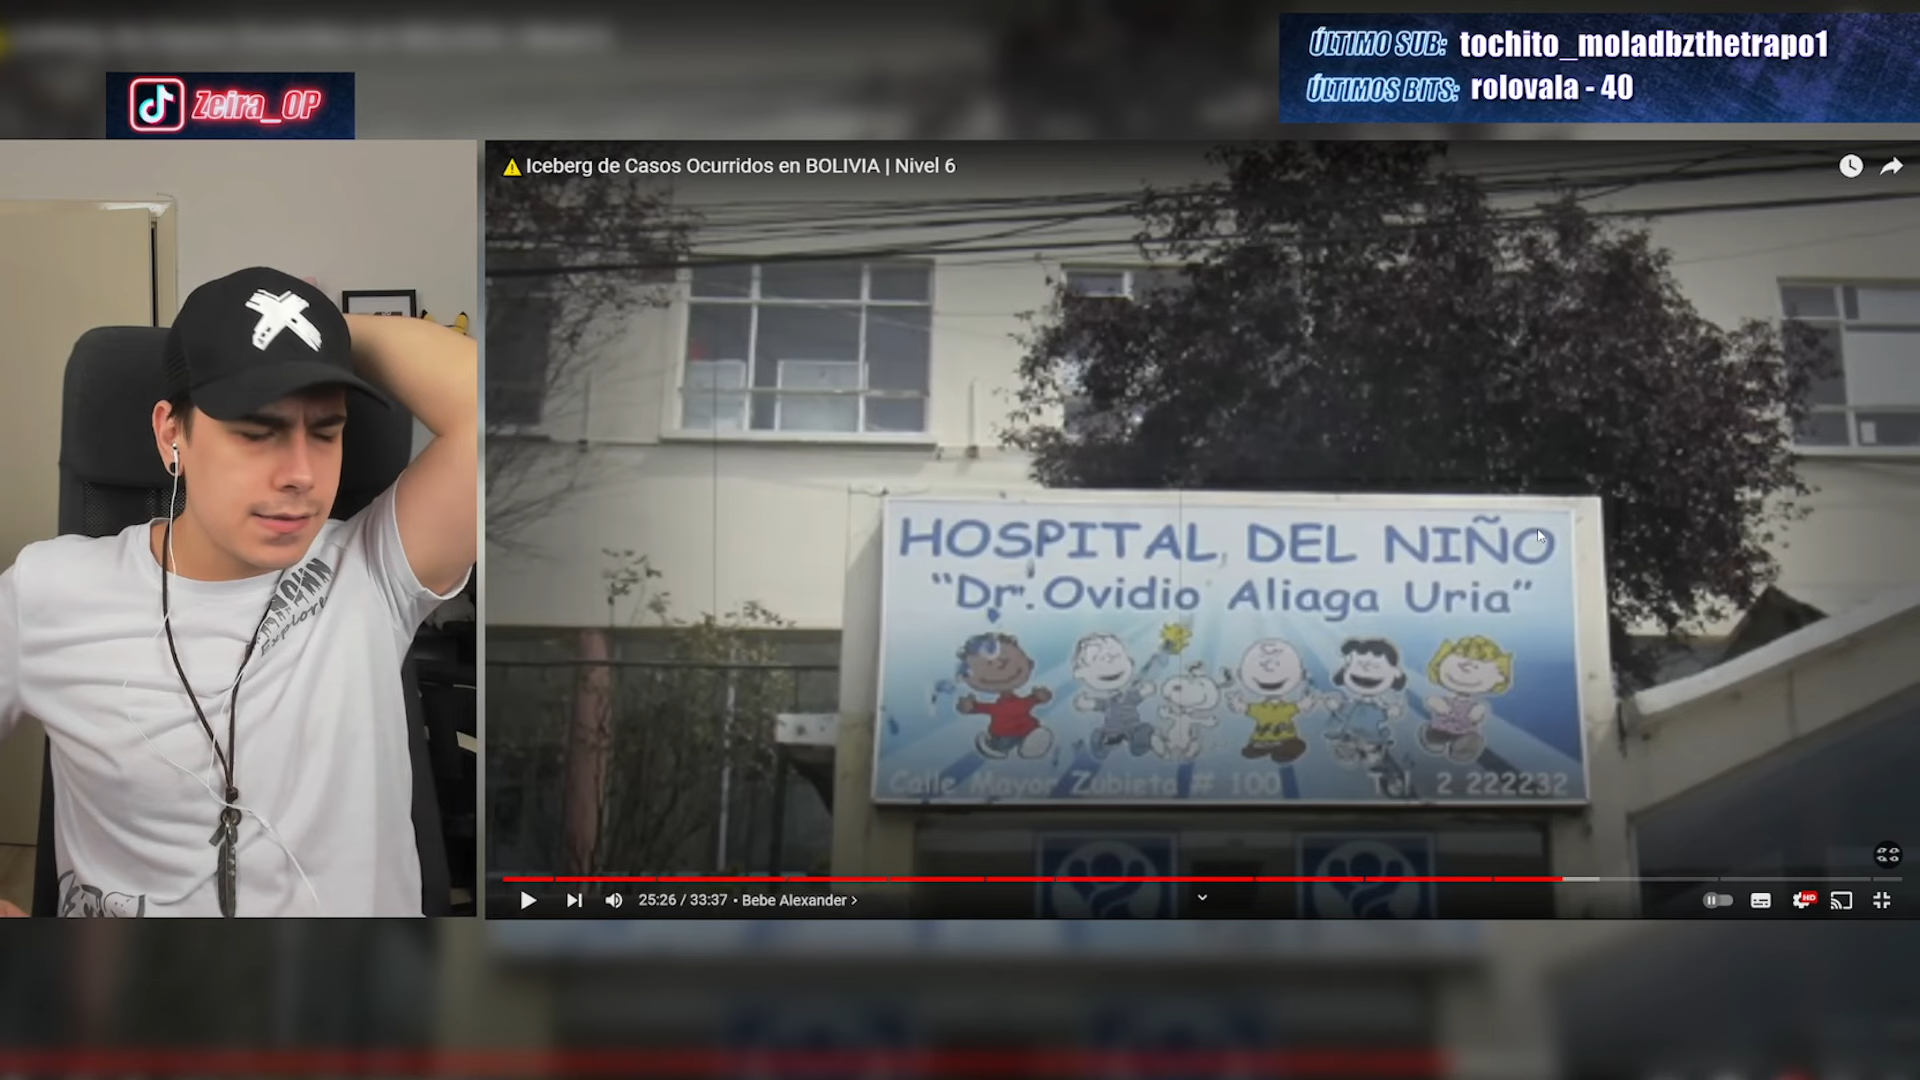 ÚLTIMO SUB: tochito_moladbzthetrapo1
ÚLTIMOS BITS: rolovala - 40
Zeira_OP
Iceberg de Casos Ocurridos en BOLIVIA | Nivel 6
HOSPITAL DEL NIÑO
"Dr. Ovidio Aliaga Uria"
Calle Mayor Zubieta # 100 Tel 2 222232
25:26 / 33:37 • Bebe Alexander >
HD